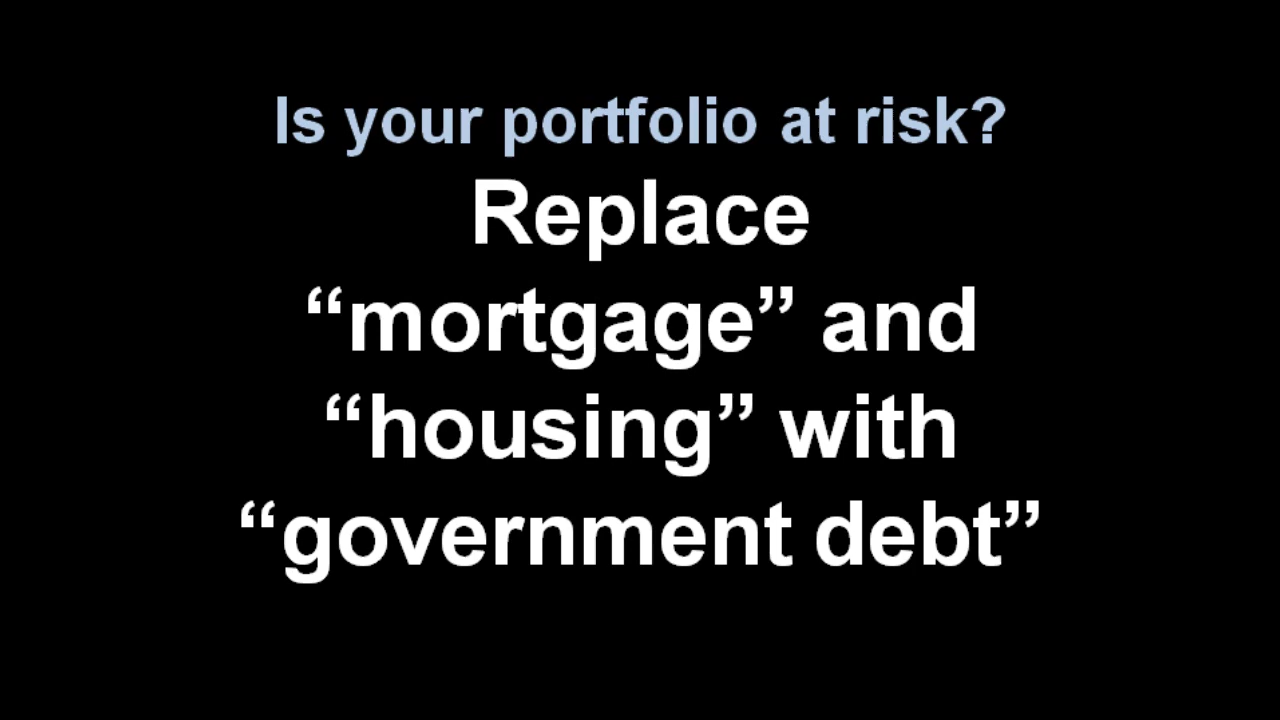 Is your portfolio at risk?
Replace
“mortgage” and
“housing” with
“government debt”